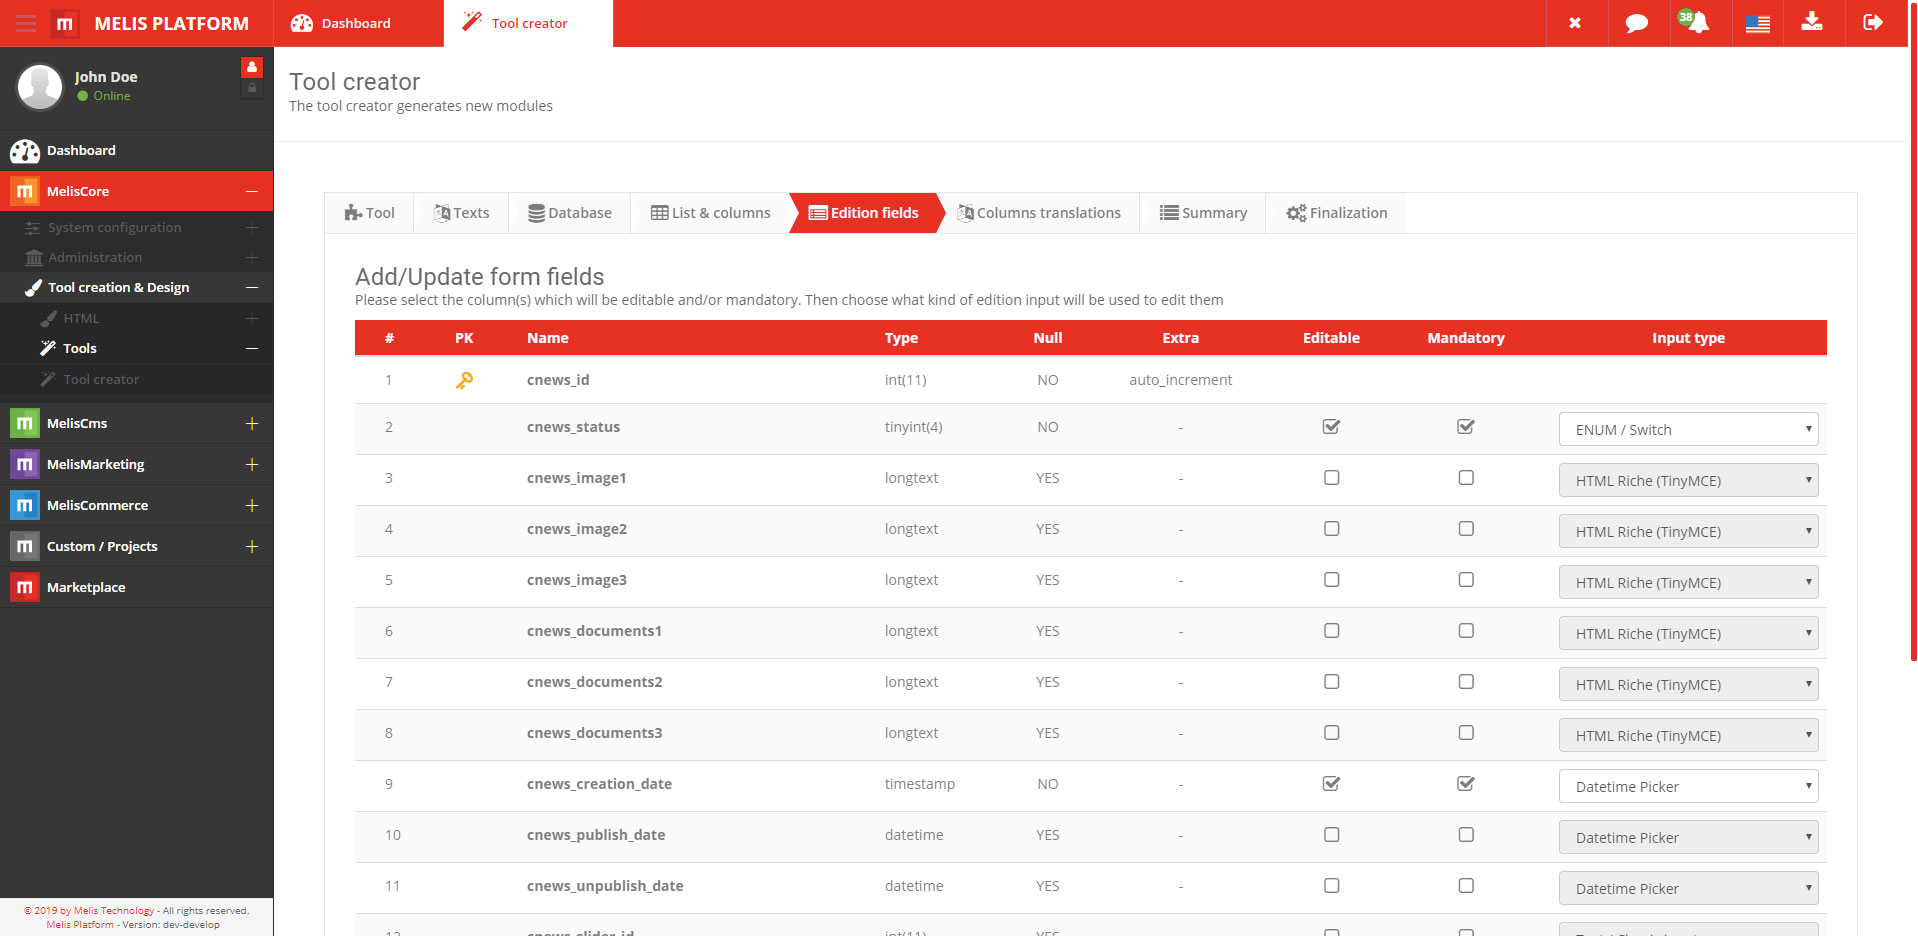 MELIS PLATFORM
Dashboard
Tool creator
38
John Doe
Online
Dashboard
MelisCore
System configuration
Administration
Tool creation & Design
HTML
Tools
Tool creator
MelisCms
MelisMarketing
MelisCommerce
Custom / Projects
Marketplace
© 2019 by Melis Technology - All rights reserved.
Melis Platform - Version: dev-develop
Tool creator
The tool creator generates new modules
Tool Texts Database List & columns Edition fields Columns translations Summary Finalization
Add/Update form fields
Please select the column(s) which will be editable and/or mandatory. Then choose what kind of edition input will be used to edit them
# PK Name Type Null Extra Editable Mandatory Input type
1 cnews_id int(11) NO auto_increment
2 cnews_status tinyint(4) NO - ENUM / Switch
3 cnews_image1 longtext YES - HTML Riche (TinyMCE)
4 cnews_image2 longtext YES - HTML Riche (TinyMCE)
5 cnews_image3 longtext YES - HTML Riche (TinyMCE)
6 cnews_documents1 longtext YES - HTML Riche (TinyMCE)
7 cnews_documents2 longtext YES - HTML Riche (TinyMCE)
8 cnews_documents3 longtext YES - HTML Riche (TinyMCE)
9 cnews_creation_date timestamp NO - Datetime Picker
10 cnews_publish_date datetime YES - Datetime Picker
11 cnews_unpublish_date datetime YES - Datetime Picker
12 cnews_slider_id int(11) YES